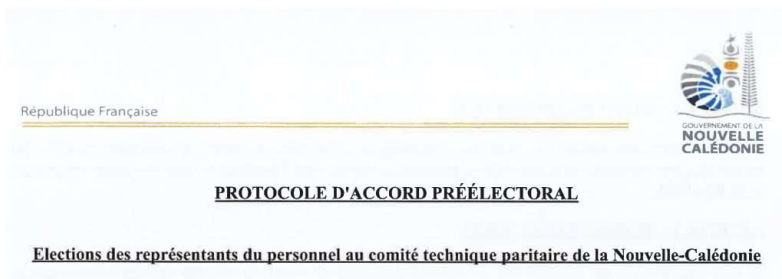 République Française
GOUVERNEMENT DE LA
NOUVELLE
CALÉDONIE
PROTOCOLE D'ACCORD PRÉÉLECTORAL
Elections des représentants du personnel au comité technique paritaire de la Nouvelle-Calédonie